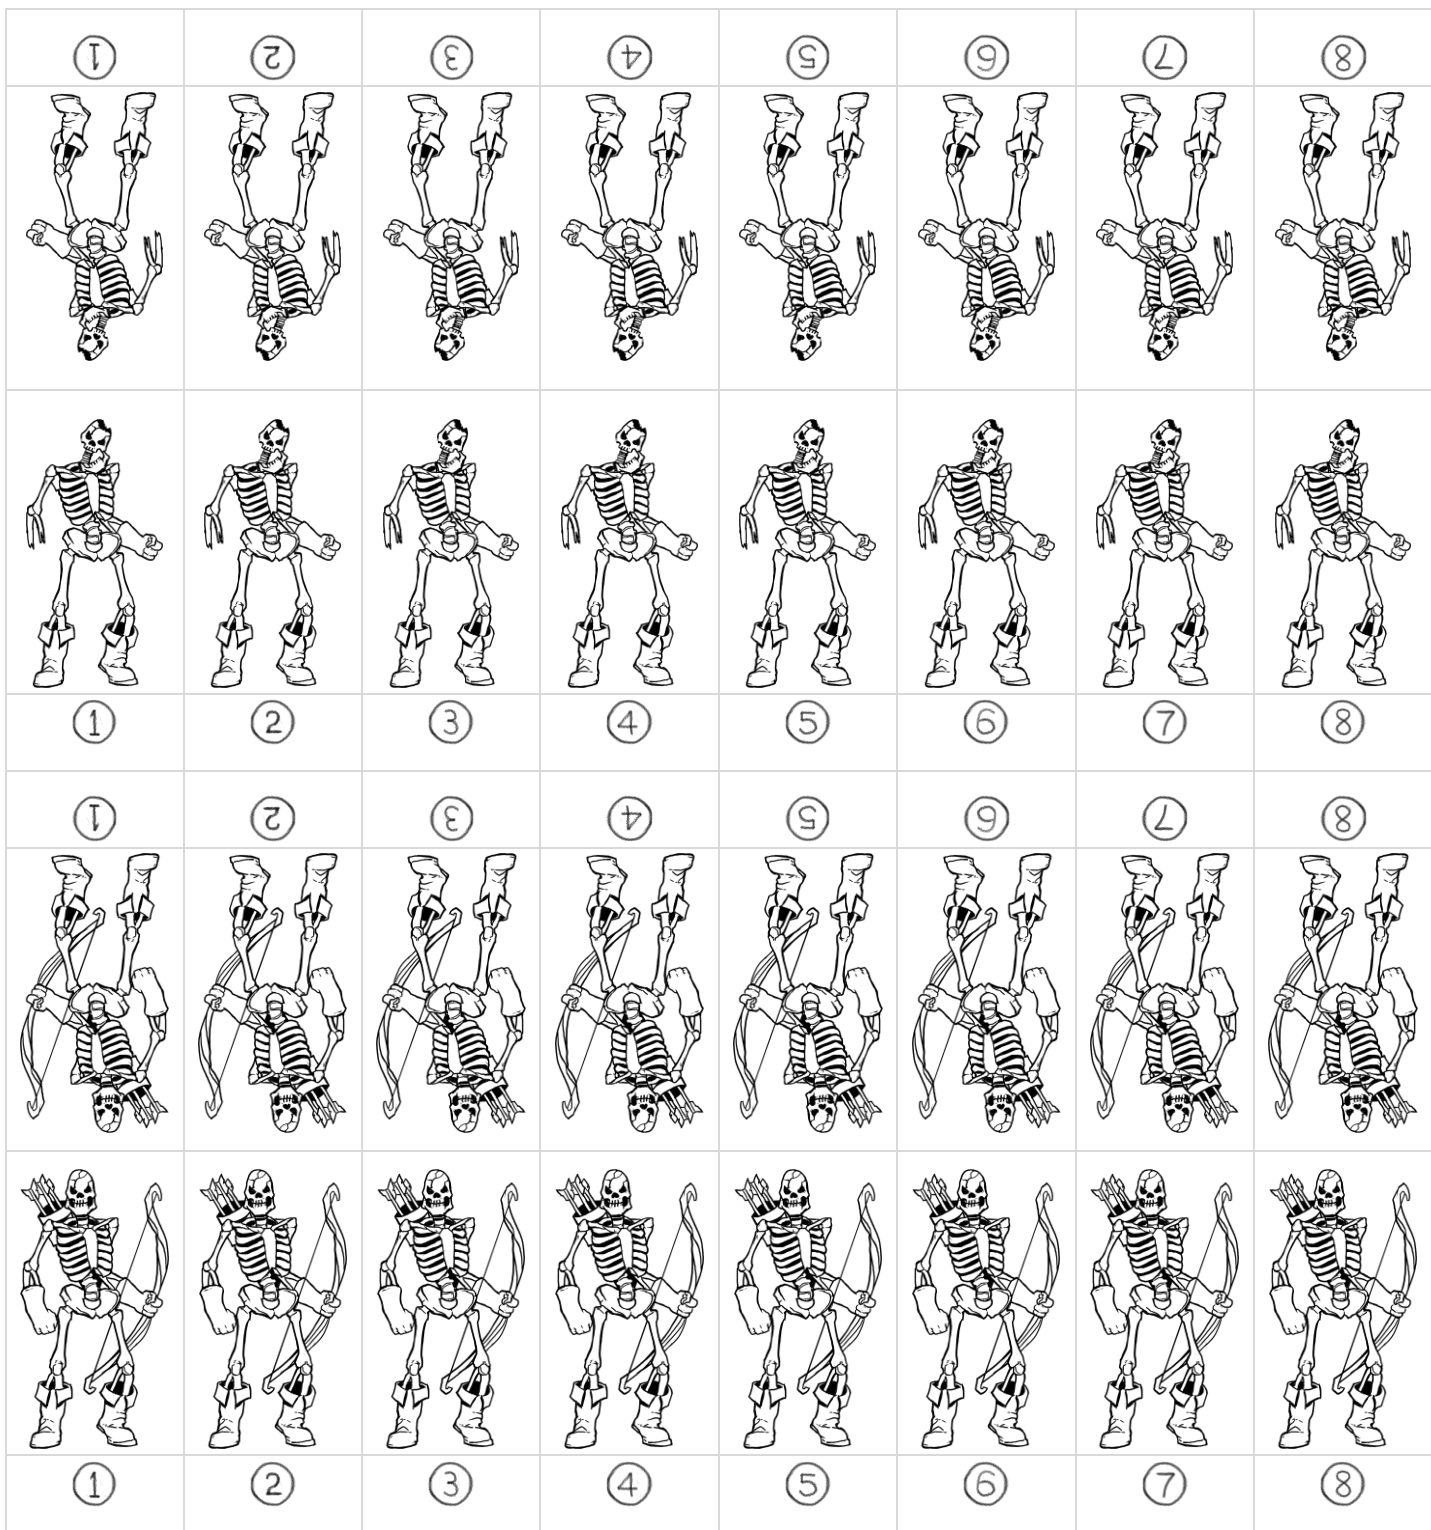 ① ② ③ ④ ⑤ ⑥ ⑦ ⑧
① ② ③ ④ ⑤ ⑥ ⑦ ⑧
① ② ③ ④ ⑤ ⑥ ⑦ ⑧
① ② ③ ④ ⑤ ⑥ ⑦ ⑧